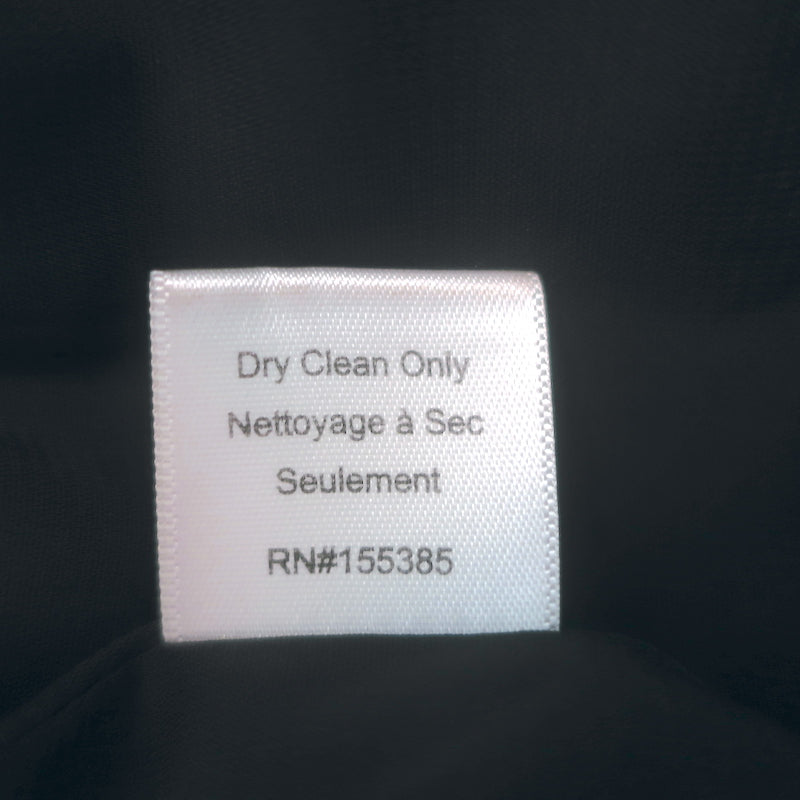 Dry Clean Only
Nettoyage à Sec
Seulement
RN#155385